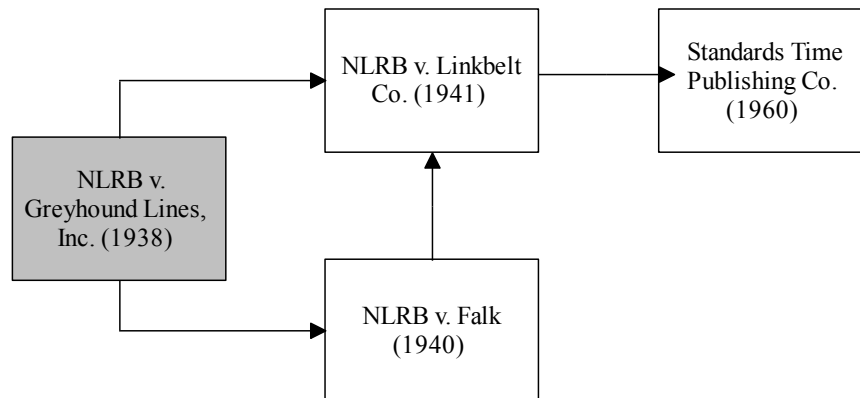 NLRB v. Linkbelt
Co. (1941)
Standards Time
Publishing Co.
(1960)
NLRB v.
Greyhound Lines,
Inc. (1938)
NLRB v. Falk
(1940)